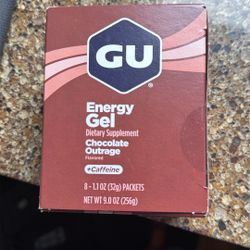 GU
Energy
Gel
Dietary Supplement
Chocolate
Outrage
Flavored
+Caffeine
8 - 1.1 OZ (32g) PACKETS
NET WT 9.0 OZ (256g)